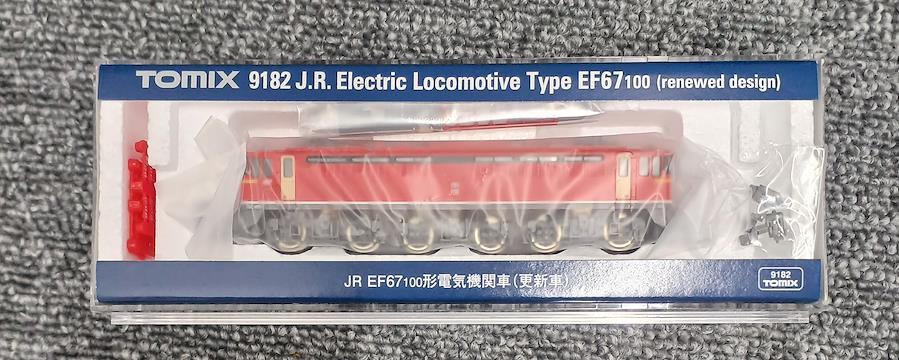 TOMIX 9182 J.R. Electric Locomotive Type EF67100 (renewed design)
JR EF67100形電気機関車(更新車)
9182
TOMIX